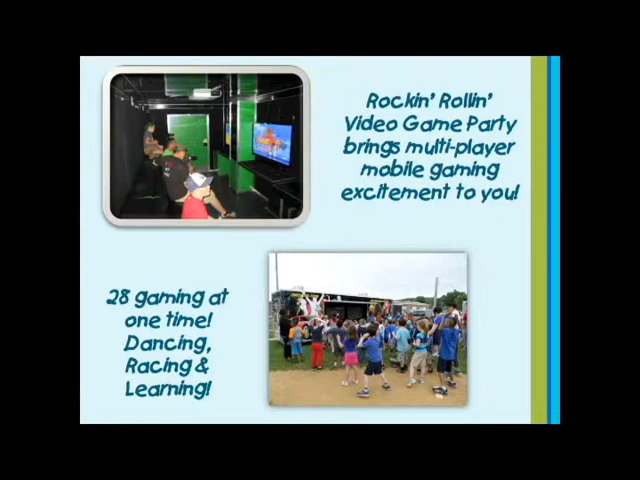 Rockin' Rollin'
Video Game Party
brings multi-player
mobile gaming
excitement to you!
28 gaming at
one time!
Dancing,
Racing &
Learning!